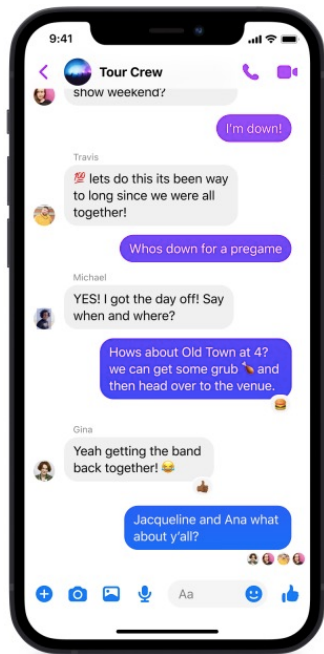 9:41
Tour Crew
show weekend?
I'm down!
Travis
💯 lets do this its been way
to long since we were all
together!
Whos down for a pregame
Michael
YES! I got the day off! Say
when and where?
Hows about Old Town at 4?
we can get some grub 🍗 and
then head over to the venue.
Gina
Yeah getting the band
back together! 😂
Jacqueline and Ana what
about y'all?
Aa